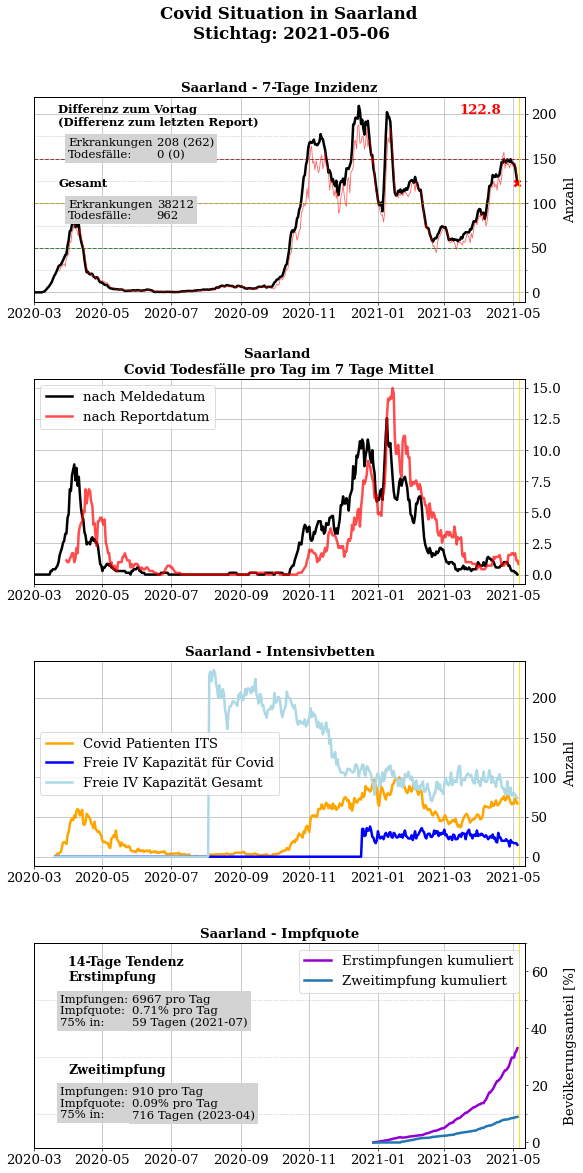 Covid Situation in Saarland
Stichtag: 2021-05-06
Saarland - 7-Tage Inzidenz
Differenz zum Vortag
(Differenz zum letzten Report)
Erkrankungen 208 (262)
Todesfälle: 0 (0)
Gesamt
Erkrankungen 38212
Todesfälle: 962
122.8
200
150
100
50
0
Anzahl
2020-03 2020-05 2020-07 2020-09 2020-11 2021-01 2021-03 2021-05
Saarland
Covid Todesfälle pro Tag im 7 Tage Mittel
nach Meldedatum
nach Reportdatum
15.0
12.5
10.0
7.5
5.0
2.5
0.0
2020-03 2020-05 2020-07 2020-09 2020-11 2021-01 2021-03 2021-05
Saarland - Intensivbetten
Covid Patienten ITS
Freie IV Kapazität für Covid
Freie IV Kapazität Gesamt
200
150
100
50
0
Anzahl
2020-03 2020-05 2020-07 2020-09 2020-11 2021-01 2021-03 2021-05
Saarland - Impfquote
14-Tage Tendenz
Erstimpfung
Impfungen: 6967 pro Tag
Impfquote: 0.71% pro Tag
75% in: 59 Tagen (2021-07)
Zweitimpfung
Impfungen: 910 pro Tag
Impfquote: 0.09% pro Tag
75% in: 716 Tagen (2023-04)
Erstimpfungen kumuliert
Zweitimpfung kumuliert
60
40
20
0
Bevölkerungsanteil [%]
2020-03 2020-05 2020-07 2020-09 2020-11 2021-01 2021-03 2021-05